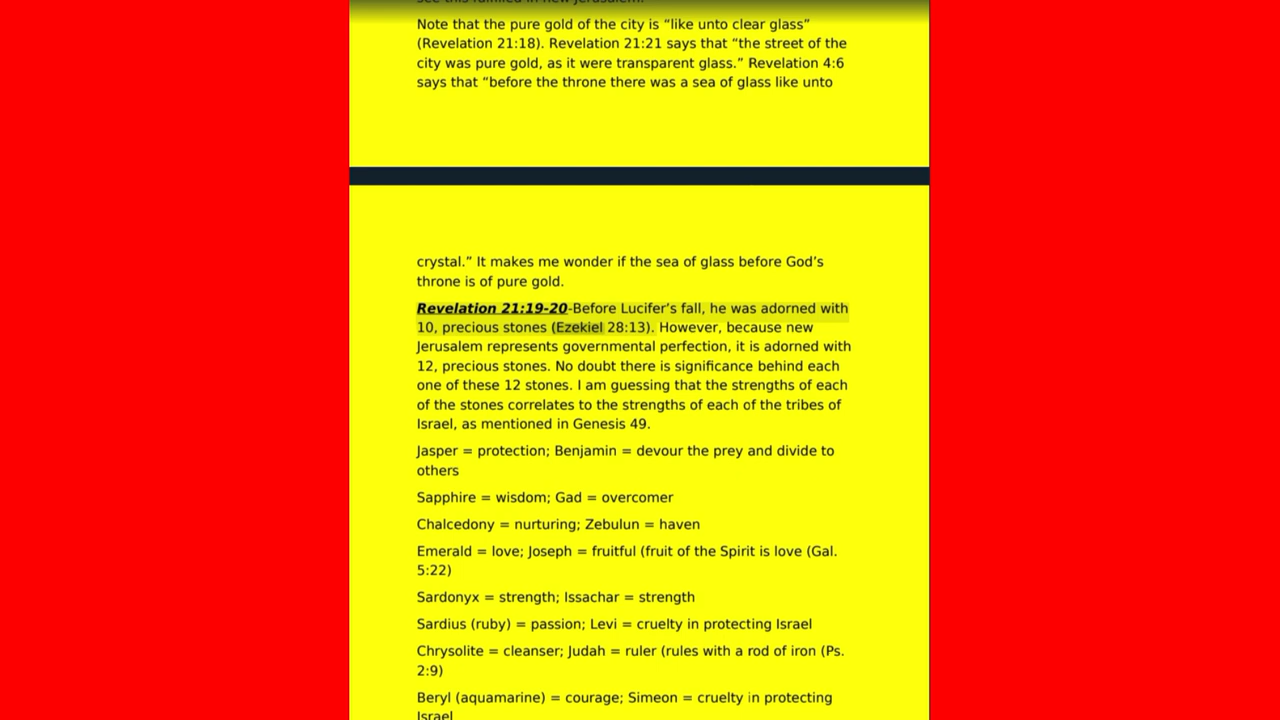 see this fulfilled in new Jerusalem.
Note that the pure gold of the city is “like unto clear glass”
(Revelation 21:18). Revelation 21:21 says that “the street of the
city was pure gold, as it were transparent glass.” Revelation 4:6
says that “before the throne there was a sea of glass like unto
crystal.” It makes me wonder if the sea of glass before God’s
throne is of pure gold.
Revelation 21:19-20-Before Lucifer’s fall, he was adorned with
10, precious stones (Ezekiel 28:13). However, because new
Jerusalem represents governmental perfection, it is adorned with
12, precious stones. No doubt there is significance behind each
one of these 12 stones. I am guessing that the strengths of each
of the stones correlates to the strengths of each of the tribes of
Israel, as mentioned in Genesis 49.
Jasper = protection; Benjamin = devour the prey and divide to
others
Sapphire = wisdom; Gad = overcomer
Chalcedony = nurturing; Zebulun = haven
Emerald = love; Joseph = fruitful (fruit of the Spirit is love (Gal.
5:22)
Sardonyx = strength; Issachar = strength
Sardius (ruby) = passion; Levi = cruelty in protecting Israel
Chrysolite = cleanser; Judah = ruler (rules with a rod of iron (Ps.
2:9)
Beryl (aquamarine) = courage; Simeon = cruelty in protecting
Israel